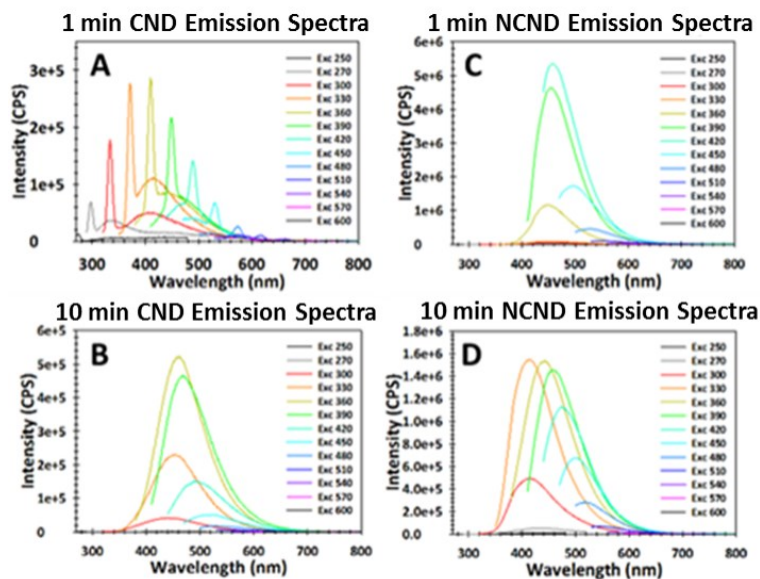 1 min CND Emission Spectra
A
Intensity (CPS)
3e+5
2e+5
1e+5
0
300 400 500 600 700 800
Wavelength (nm)
Exc 250
Exc 270
Exc 300
Exc 330
Exc 360
Exc 390
Exc 420
Exc 450
Exc 480
Exc 510
Exc 540
Exc 570
Exc 600
1 min NCND Emission Spectra
C
Intensity (CPS)
6e+6
5e+6
4e+6
3e+6
2e+6
1e+6
0
300 400 500 600 700 800
Wavelength (nm)
Exc 250
Exc 270
Exc 300
Exc 330
Exc 360
Exc 390
Exc 420
Exc 450
Exc 480
Exc 510
Exc 540
Exc 570
Exc 600
10 min CND Emission Spectra
B
Intensity (CPS)
6e+5
5e+5
4e+5
3e+5
2e+5
1e+5
0
300 400 500 600 700 800
Wavelength (nm)
Exc 250
Exc 270
Exc 300
Exc 330
Exc 360
Exc 390
Exc 420
Exc 450
Exc 480
Exc 510
Exc 540
Exc 570
Exc 600
10 min NCND Emission Spectra
D
Intensity (CPS)
1.8e+6
1.6e+6
1.4e+6
1.2e+6
1.0e+6
8.0e+5
6.0e+5
4.0e+5
2.0e+5
0.0
300 400 500 600 700 800
Wavelength (nm)
Exc 250
Exc 270
Exc 300
Exc 330
Exc 360
Exc 390
Exc 420
Exc 450
Exc 480
Exc 510
Exc 540
Exc 570
Exc 600